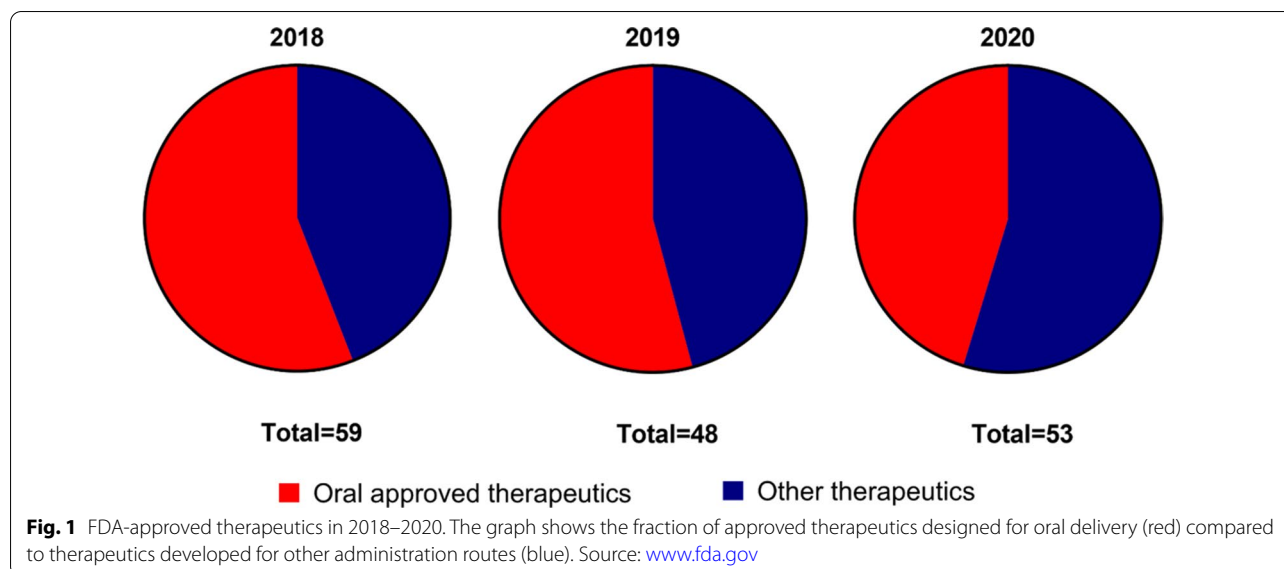 2018 2019 2020
Total=59 Total=48 Total=53
Oral approved therapeutics Other therapeutics
Fig. 1 FDA-approved therapeutics in 2018–2020. The graph shows the fraction of approved therapeutics designed for oral delivery (red) compared
to therapeutics developed for other administration routes (blue). Source: www.fda.gov